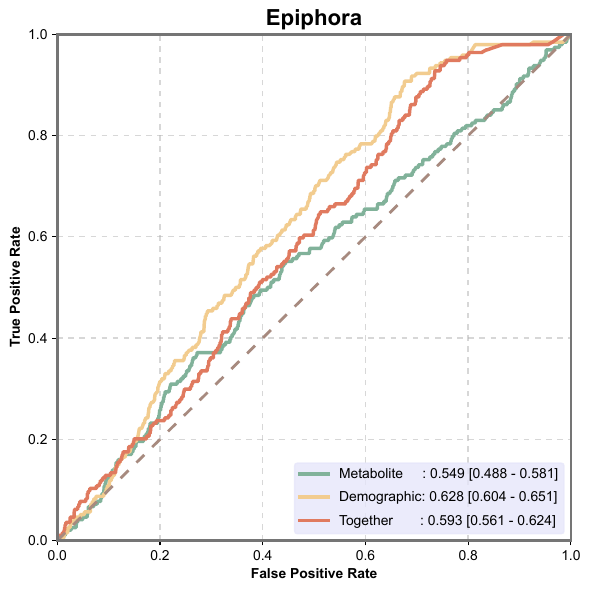 Epiphora
1.0
0.8
0.6
0.4
0.2
0.0
True Positive Rate
Metabolite : 0.549 [0.488 - 0.581]
Demographic: 0.628 [0.604 - 0.651]
Together : 0.593 [0.561 - 0.624]
0.0 0.2 0.4 0.6 0.8 1.0
False Positive Rate